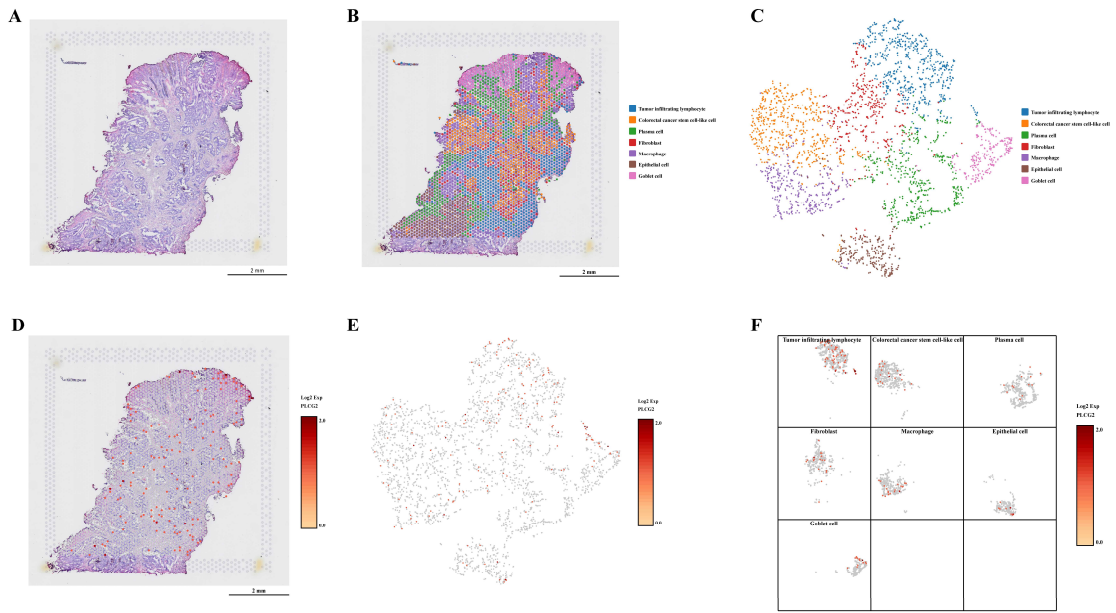 A
B
C
Tumor infiltrating lymphocyte
Colorectal cancer stem cell-like cell
Plasma cell
Fibroblast
Macrophage
Epithelial cell
Goblet cell
Tumor infiltrating lymphocyte
Colorectal cancer stem cell-like cell
Plasma cell
Fibroblast
Macrophage
Epithelial cell
Goblet cell
2 mm
2 mm
D
E
F
Log2 Exp
PLCG2
2.0
0.0
2 mm
Log2 Exp
PLCG2
2.0
0.0
Tumor infiltrating lymphocyte
Colorectal cancer stem cell-like cell
Plasma cell
Fibroblast
Macrophage
Epithelial cell
Goblet cell
Log2 Exp
PLCG2
2.0
0.0